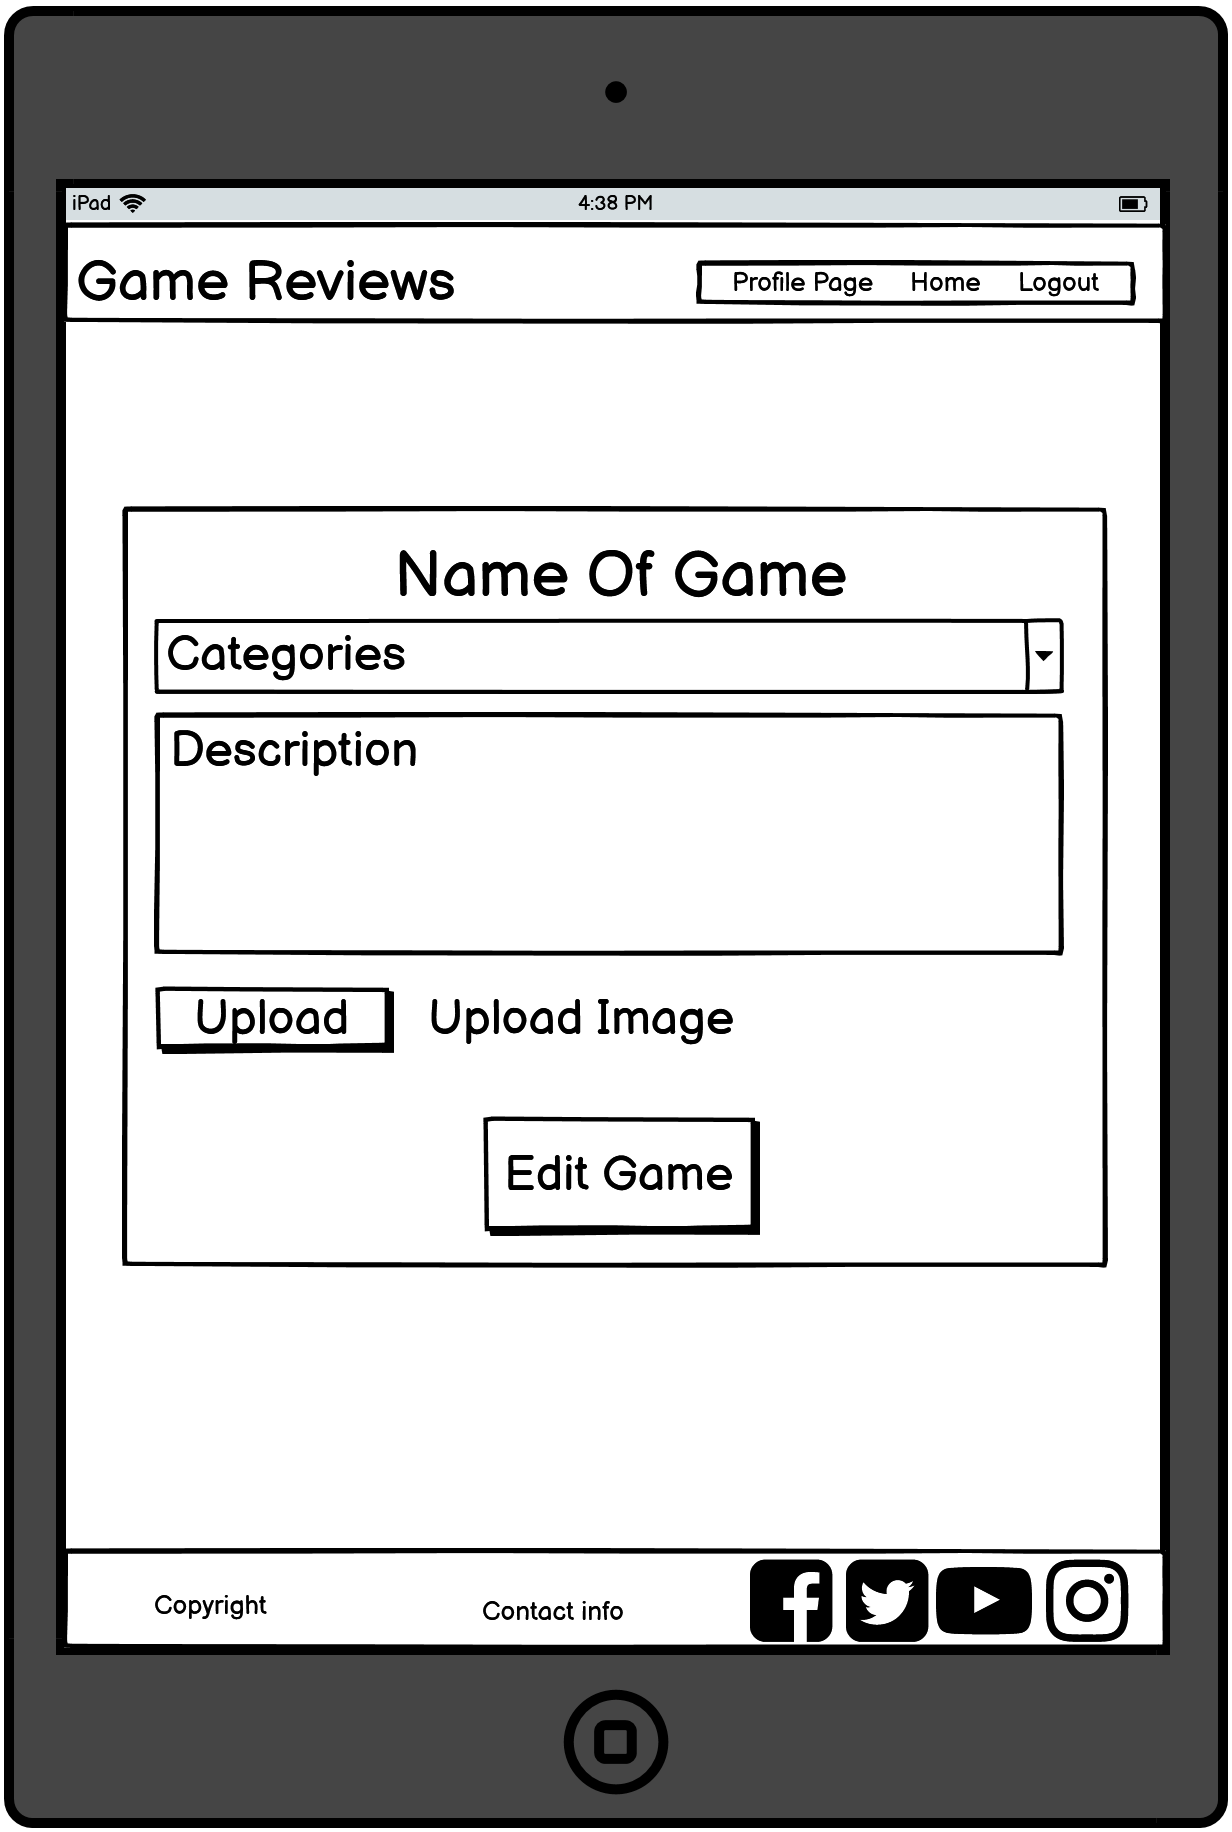 iPad 4:38 PM
Game Reviews Profile Page Home Logout
Name Of Game
Categories
Description
Upload Upload Image
Edit Game
Copyright Contact info